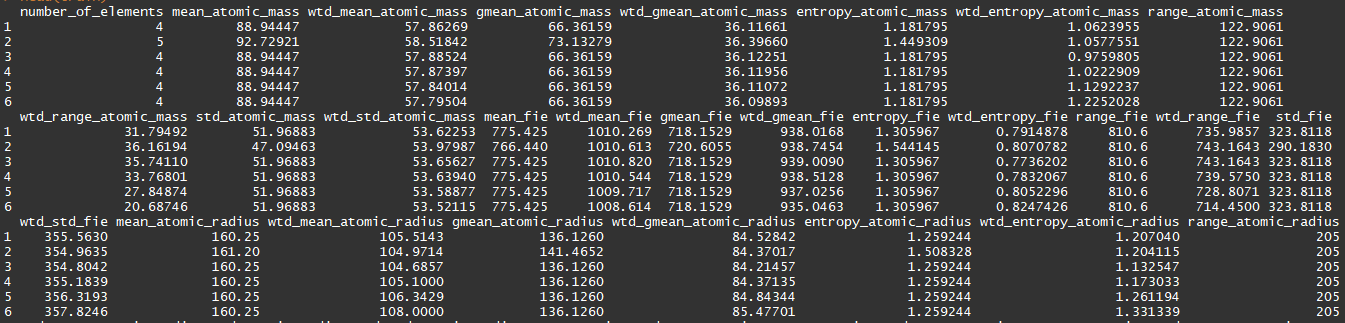 number_of_elements mean_atomic_mass wtd_mean_atomic_mass gmean_atomic_mass wtd_gmean_atomic_mass entropy_atomic_mass wtd_entropy_atomic_mass range_atomic_mass
1 4 88.94447 57.86269 66.36159 36.11661 1.181795 1.0623955 122.9061
2 5 92.72921 58.51842 73.13279 36.39660 1.449309 1.0577551 122.9061
3 4 88.94447 57.88524 66.36159 36.12251 1.181795 0.9759805 122.9061
4 4 88.94447 57.87397 66.36159 36.11956 1.181795 1.0222909 122.9061
5 4 88.94447 57.84014 66.36159 36.11072 1.181795 1.1292237 122.9061
6 4 88.94447 57.79504 66.36159 36.09893 1.181795 1.2252028 122.9061
wtd_range_atomic_mass std_atomic_mass wtd_std_atomic_mass mean_fie wtd_mean_fie gmean_fie wtd_gmean_fie entropy_fie wtd_entropy_fie range_fie wtd_range_fie std_fie
1 31.79492 51.96883 53.62253 775.425 1010.269 718.1529 938.0168 1.305967 0.7914878 810.6 735.9857 323.8118
2 36.16194 47.09463 53.97987 766.440 1010.613 720.6055 938.7454 1.544145 0.8070782 810.6 743.1643 290.1830
3 35.74110 51.96883 53.65627 775.425 1010.820 718.1529 939.0090 1.305967 0.7736202 810.6 743.1643 323.8118
4 33.76801 51.96883 53.63940 775.425 1010.544 718.1529 938.5128 1.305967 0.7832067 810.6 739.5750 323.8118
5 27.84874 51.96883 53.58877 775.425 1009.717 718.1529 937.0256 1.305967 0.8052296 810.6 728.8071 323.8118
6 20.68746 51.96883 53.52115 775.425 1008.614 718.1529 935.0463 1.305967 0.8247426 810.6 714.4500 323.8118
wtd_std_fie mean_atomic_radius wtd_mean_atomic_radius gmean_atomic_radius wtd_gmean_atomic_radius entropy_atomic_radius wtd_entropy_atomic_radius range_atomic_radius
1 355.5630 160.25 105.5143 136.1260 84.52842 1.259244 1.207040 205
2 354.9635 161.20 104.9714 141.4652 84.37017 1.508328 1.204115 205
3 354.8042 160.25 104.6857 136.1260 84.21457 1.259244 1.132547 205
4 355.1839 160.25 105.1000 136.1260 84.37135 1.259244 1.173033 205
5 356.3193 160.25 106.3429 136.1260 84.84344 1.259244 1.261194 205
6 357.8246 160.25 108.0000 136.1260 85.47701 1.259244 1.331339 205